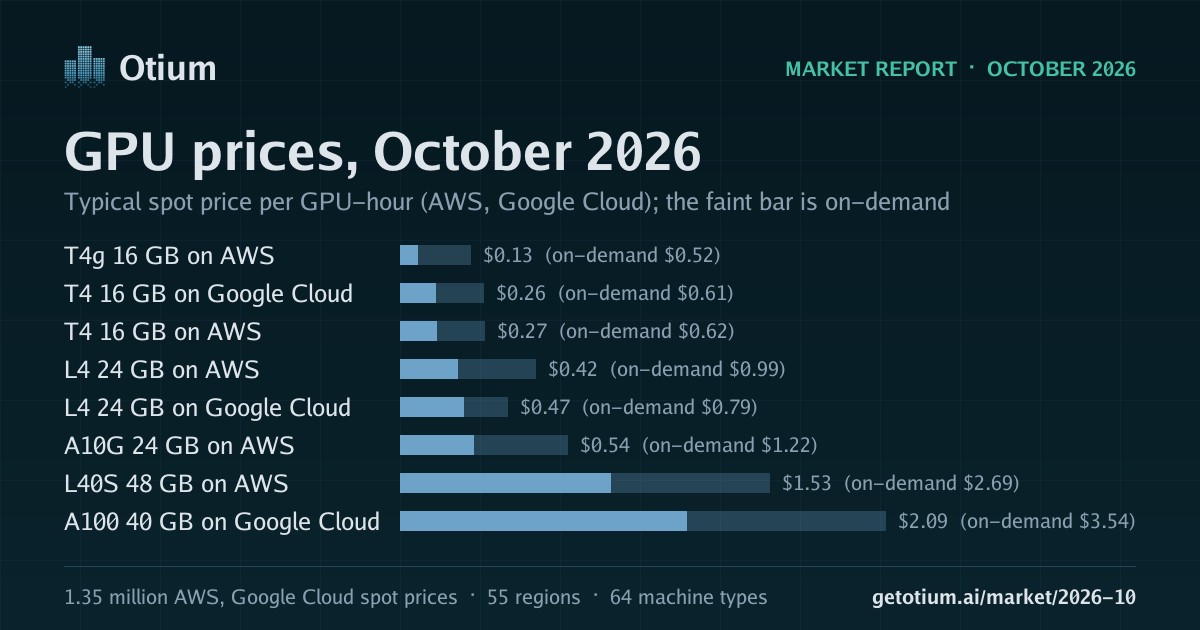 Otium
MARKET REPORT · OCTOBER 2026
GPU prices, October 2026
Typical spot price per GPU-hour (AWS, Google Cloud); the faint bar is on-demand
T4g 16 GB on AWS $0.13 (on-demand $0.52)
T4 16 GB on Google Cloud $0.26 (on-demand $0.61)
T4 16 GB on AWS $0.27 (on-demand $0.62)
L4 24 GB on AWS $0.42 (on-demand $0.99)
L4 24 GB on Google Cloud $0.47 (on-demand $0.79)
A10G 24 GB on AWS $0.54 (on-demand $1.22)
L40S 48 GB on AWS $1.53 (on-demand $2.69)
A100 40 GB on Google Cloud $2.09 (on-demand $3.54)
1.35 million AWS, Google Cloud spot prices · 55 regions · 64 machine types
getotium.ai/market/2026-10